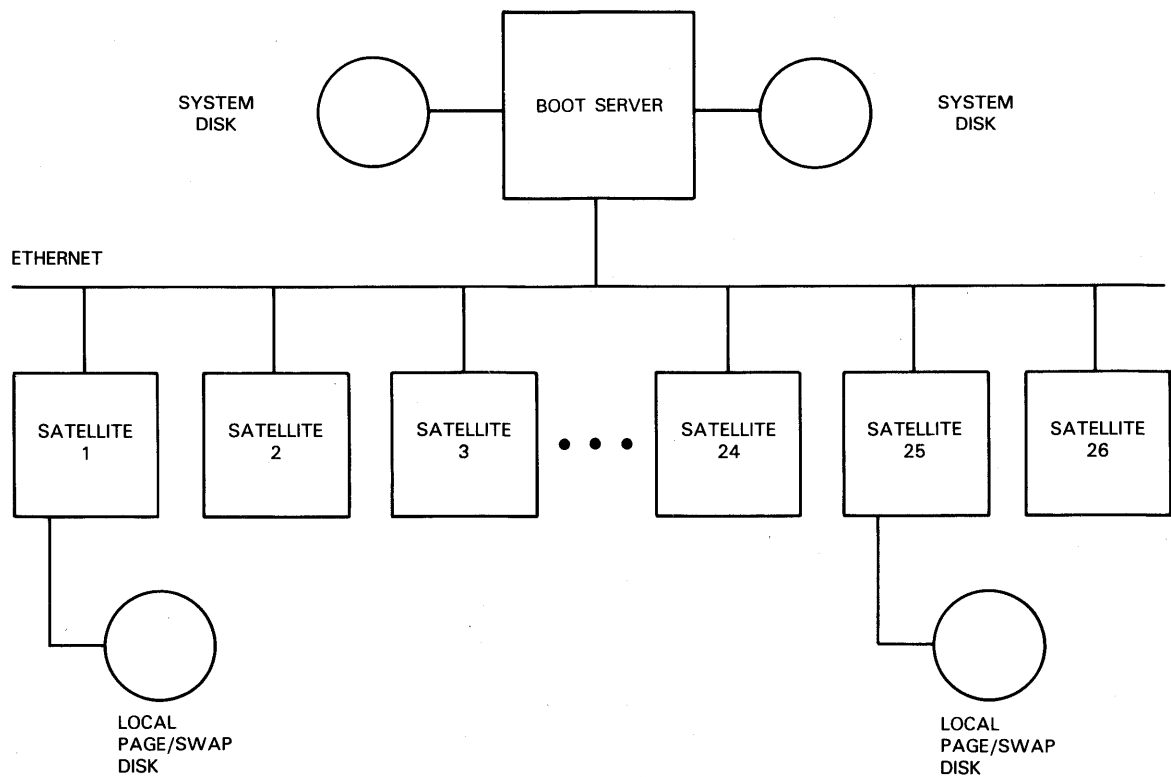 SYSTEM
DISK
BOOT SERVER
SYSTEM
DISK
ETHERNET
SATELLITE
1
SATELLITE
2
SATELLITE
3
SATELLITE
24
SATELLITE
25
SATELLITE
26
LOCAL
PAGE/SWAP
DISK
LOCAL
PAGE/SWAP
DISK